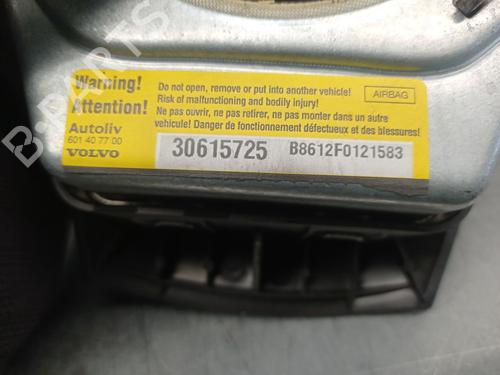 Warning!
Attention!
Do not open, remove or put into another vehicle!
Risk of malfunctioning and bodily injury!
Ne pas ouvrir, ne pas retirer, ne pas monter dans un autre
vehicule! Danger de fonctionnement défectueux et des blessures!
AIRBAG
Autoliv
601 40 77 00
VOLVO
30615725
B8612F0121583
B-PARTS